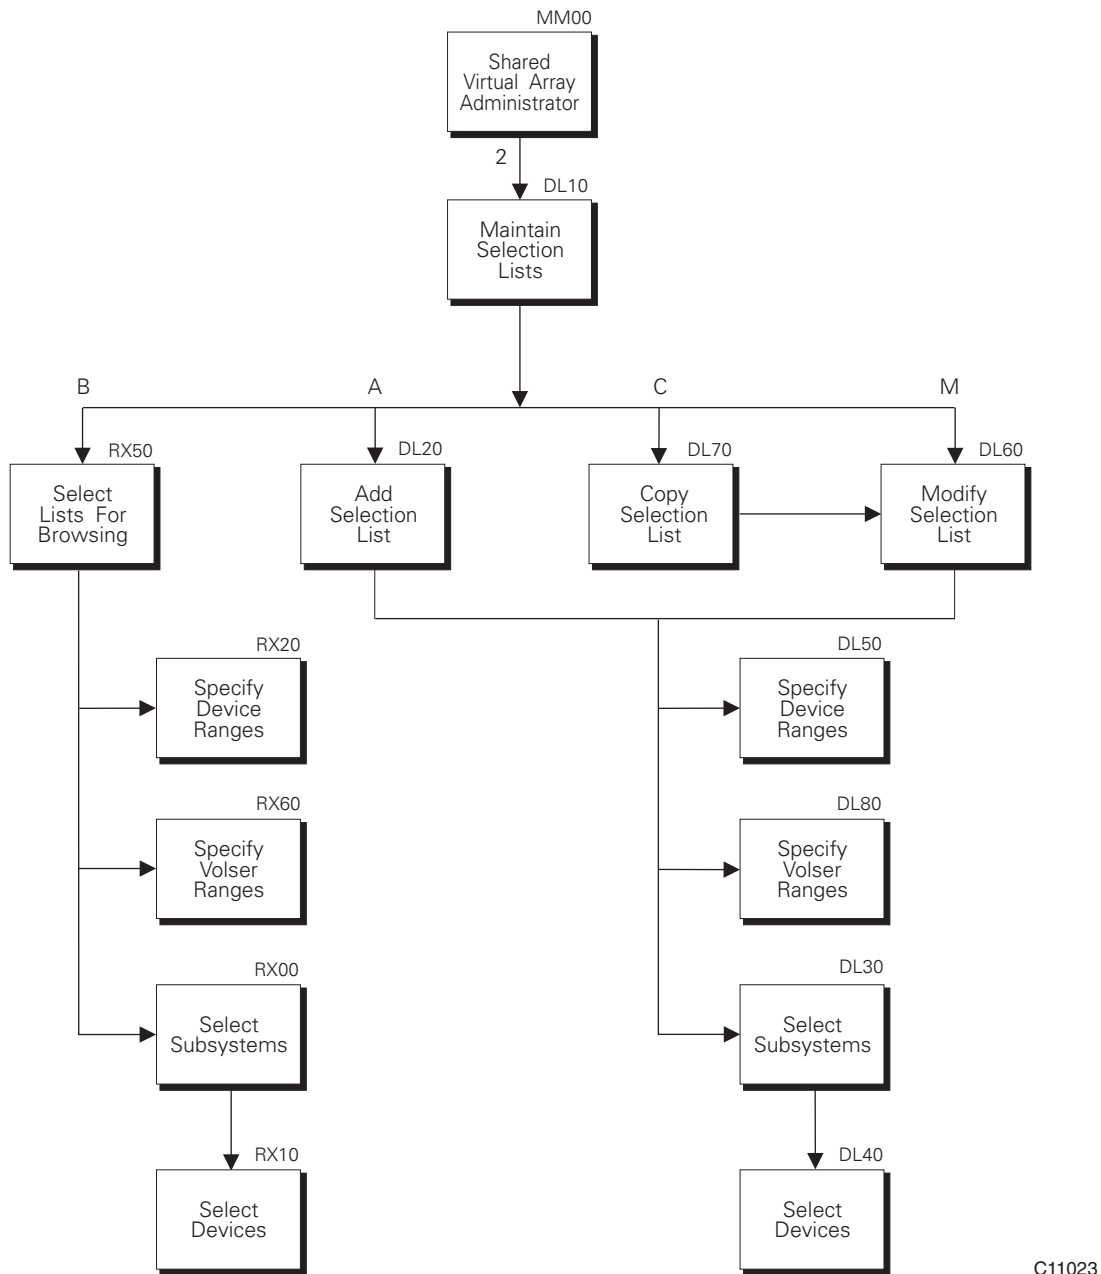 MM00
Shared
Virtual Array
Administrator
2
DL10
Maintain
Selection
Lists
B
A
C
M
RX50
Select
Lists For
Browsing
DL20
Add
Selection
List
DL70
Copy
Selection
List
DL60
Modify
Selection
List
RX20
Specify
Device
Ranges
DL50
Specify
Device
Ranges
RX60
Specify
Volser
Ranges
DL80
Specify
Volser
Ranges
RX00
Select
Subsystems
DL30
Select
Subsystems
RX10
Select
Devices
DL40
Select
Devices
C11023